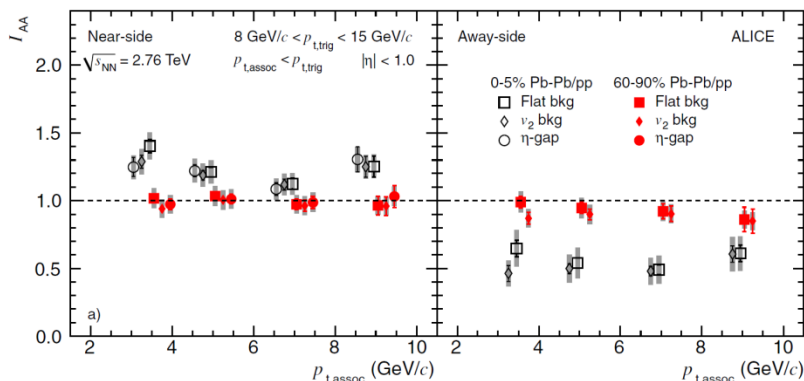 I_AA
Near-side 8 GeV/c < p_t,trig < 15 GeV/c
√s_NN = 2.76 TeV p_t,assoc < p_t,trig |η| < 1.0
Away-side ALICE
0-5% Pb-Pb/pp 60-90% Pb-Pb/pp
Flat bkg Flat bkg
v₂ bkg v₂ bkg
η-gap η-gap
2.0
1.5
1.0
0.5
0.0
a)
2 4 6 8 10 2 4 6 8 10
p_t,assoc (GeV/c) p_t,assoc (GeV/c)